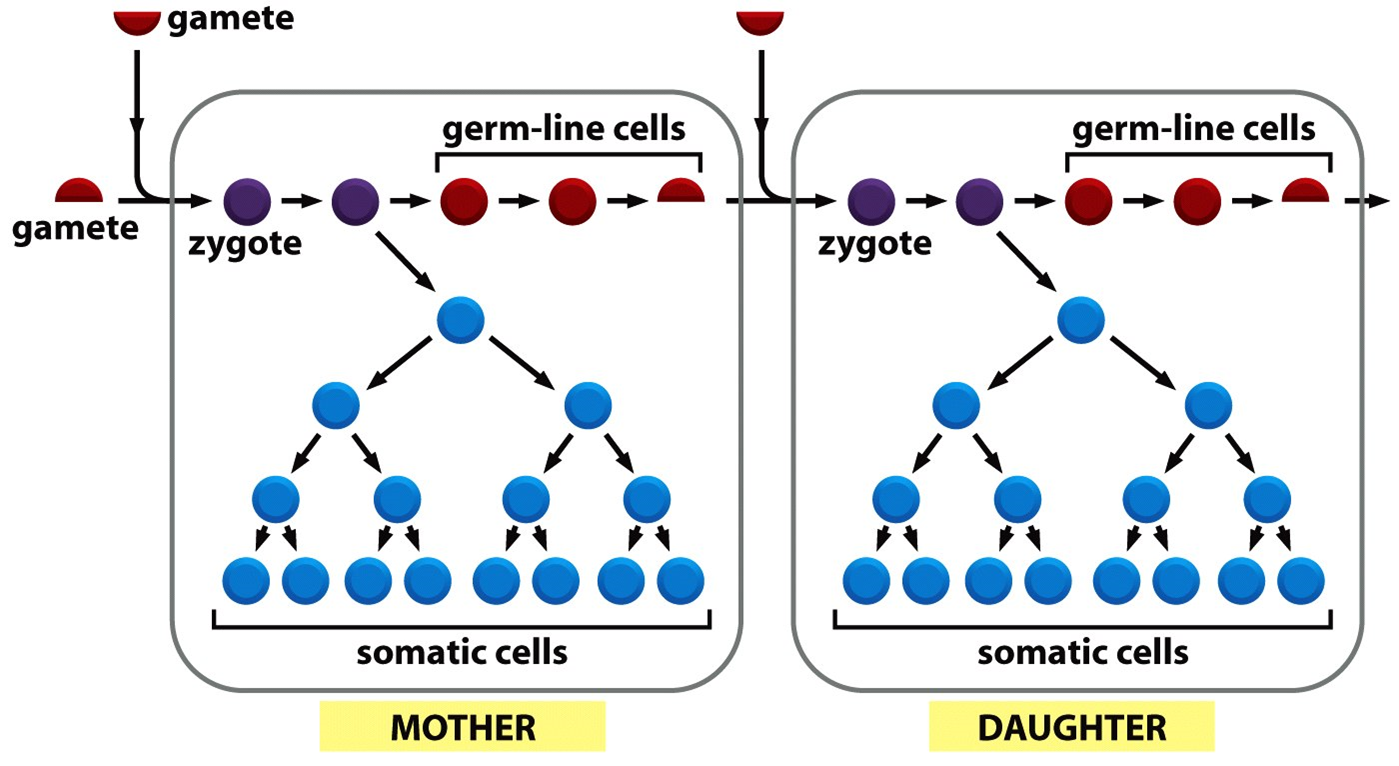 gamete
germ-line cells
germ-line cells
gamete
zygote
zygote
somatic cells
somatic cells
MOTHER
DAUGHTER